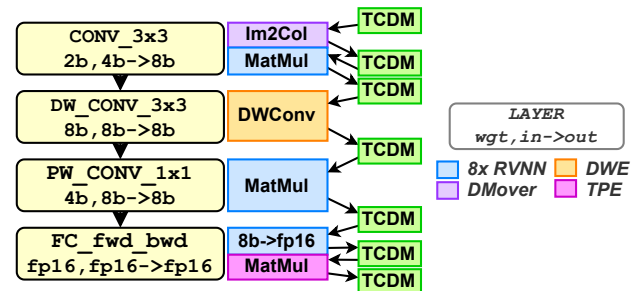 CONV_3x3
2b,4b->8b
Im2Col
MatMul
TCDM
TCDM
TCDM
DW_CONV_3x3
8b,8b->8b
DWConv
TCDM
PW_CONV_1x1
4b,8b->8b
MatMul
TCDM
FC_fwd_bwd
fp16,fp16->fp16
8b->fp16
MatMul
TCDM
TCDM
LAYER
wgt,in->out
8x RVNN
DWE
DMover
TPE